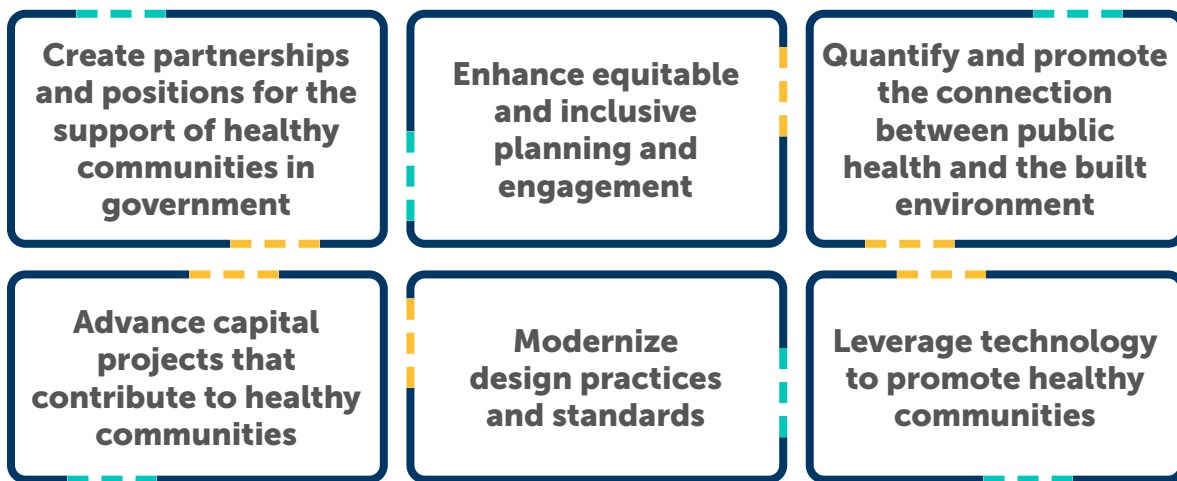 Create partnerships
and positions for the
support of healthy
communities in
government
Enhance equitable
and inclusive
planning and
engagement
Quantify and promote
the connection
between public
health and the built
environment
Advance capital
projects that
contribute to healthy
communities
Modernize
design practices
and standards
Leverage technology
to promote healthy
communities